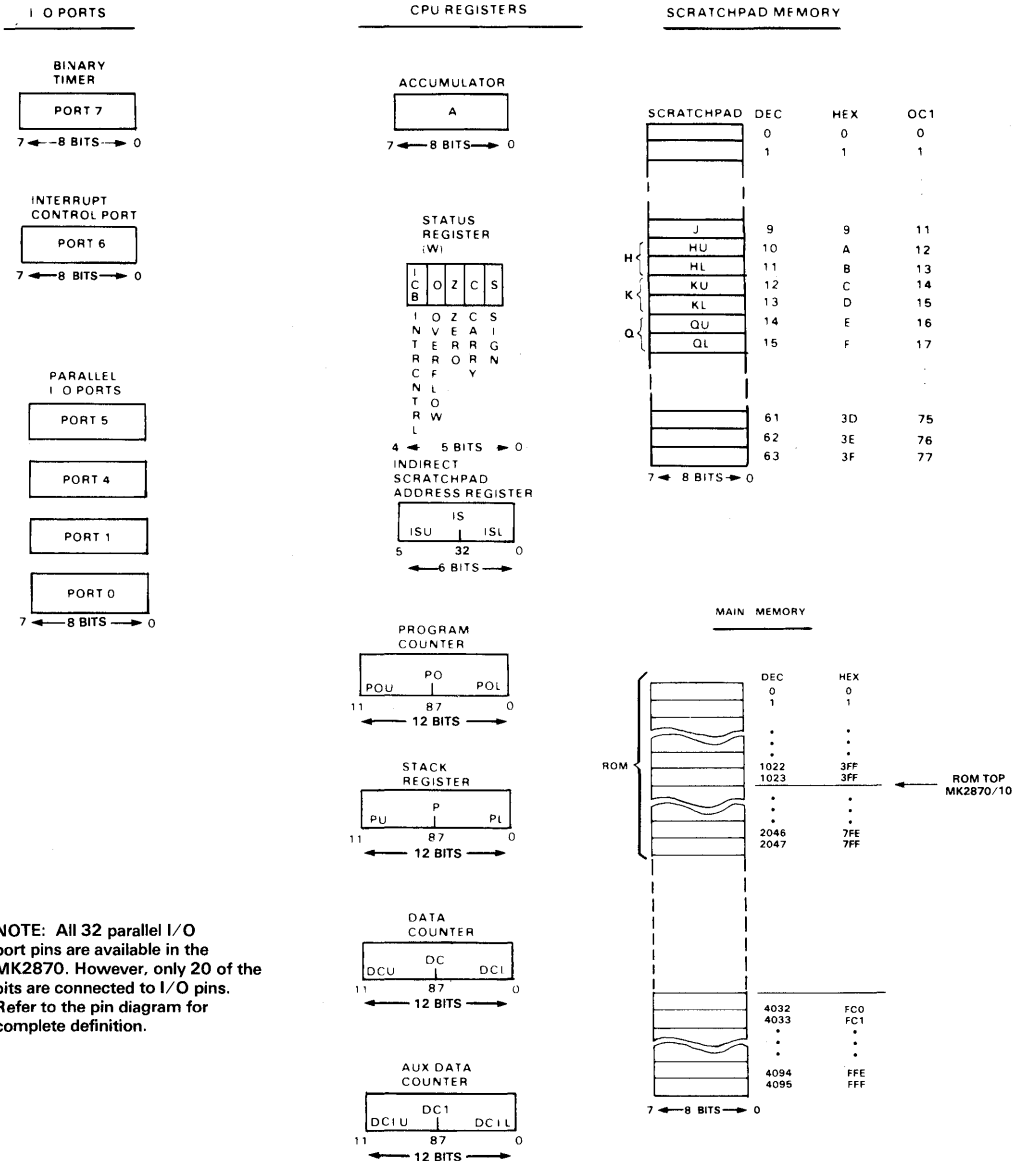 I O PORTS
BINARY
TIMER
PORT 7
7 8 BITS 0
INTERRUPT
CONTROL PORT
PORT 6
7 8 BITS 0
PARALLEL
I O PORTS
PORT 5
PORT 4
PORT 1
PORT 0
7 8 BITS 0
NOTE: All 32 parallel I/O
port pins are available in the
MK2870. However, only 20 of the
bits are connected to I/O pins.
Refer to the pin diagram for
complete definition.
CPU REGISTERS
ACCUMULATOR
A
7 8 BITS 0
STATUS
REGISTER
(W)
ICB O Z C S
INTR CNTRL
OVERFLOW
ZERO
CARRY
SIGN
4 5 BITS 0
INDIRECT
SCRATCHPAD
ADDRESS REGISTER
IS
ISU ISL
5 32 0
6 BITS
PROGRAM
COUNTER
PO
POU POL
11 87 0
12 BITS
STACK
REGISTER
P
PU PL
11 87 0
12 BITS
DATA
COUNTER
DC
DCU DCL
11 87 0
12 BITS
AUX DATA
COUNTER
DC1
DC1U DC1L
11 87 0
12 BITS
SCRATCHPAD MEMORY
SCRATCHPAD DEC HEX OC1
0 0 0
1 1 1
J 9 9 11
H HU 10 A 12
HL 11 B 13
K KU 12 C 14
KL 13 D 15
Q QU 14 E 16
QL 15 F 17
61 3D 75
62 3E 76
63 3F 77
7 8 BITS 0
MAIN MEMORY
DEC HEX
0 0
1 1
ROM
1022 3FF
1023 3FF
ROM TOP
MK2870/10
2046 7FE
2047 7FF
4032 FC0
4033 FC1
4094 FFE
4095 FFF
7 8 BITS 0